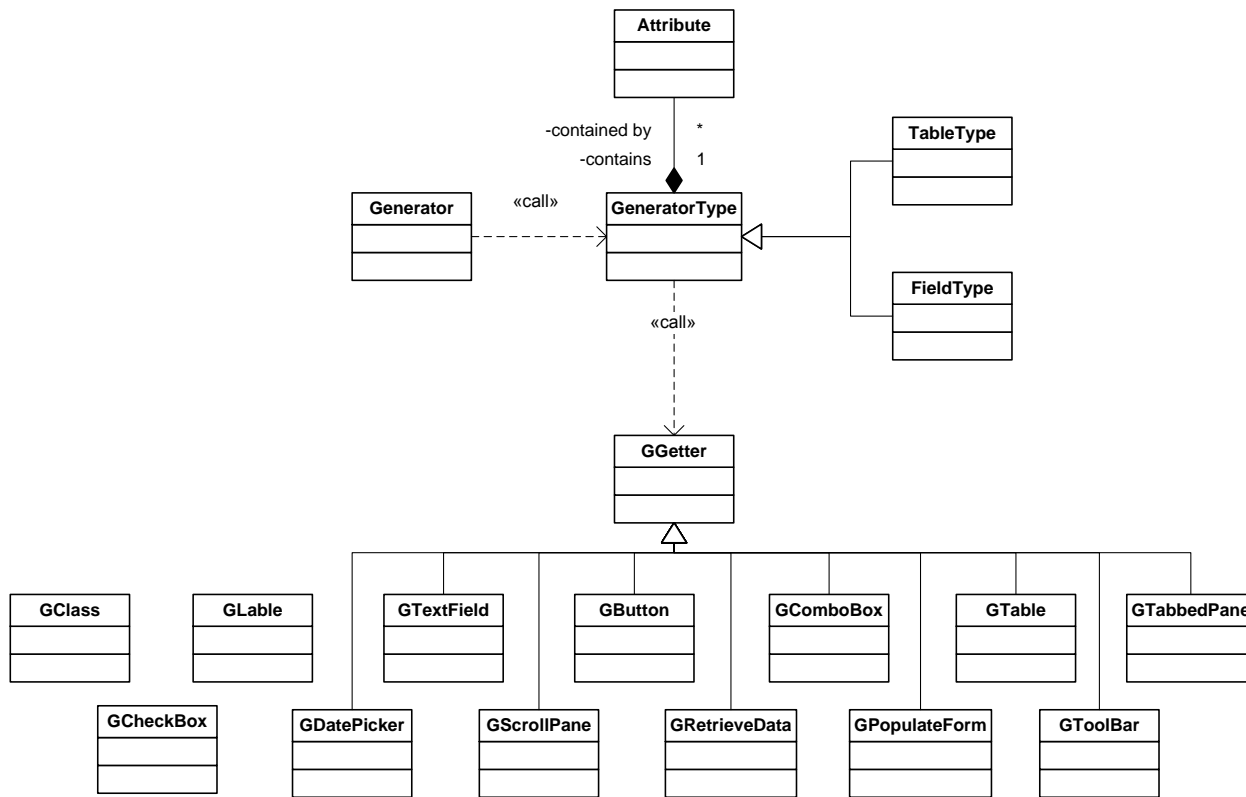 Attribute
-contained by *
-contains 1
TableType
Generator
«call»
GeneratorType
FieldType
«call»
GGetter
GClass
GLable
GTextField
GButton
GComboBox
GTable
GTabbedPane
GCheckBox
GDatePicker
GScrollPane
GRetrieveData
GPopulateForm
GToolBar